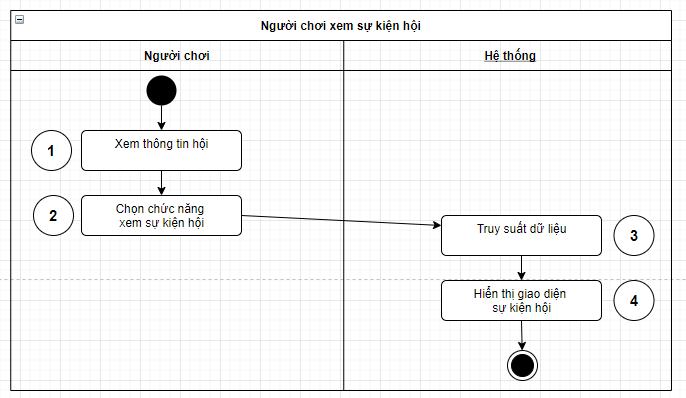 Người chơi xem sự kiện hội
Người chơi
Hệ thống
1
Xem thông tin hội
2
Chọn chức năng
xem sự kiện hội
Truy suất dữ liệu
3
Hiển thị giao diện
sự kiện hội
4